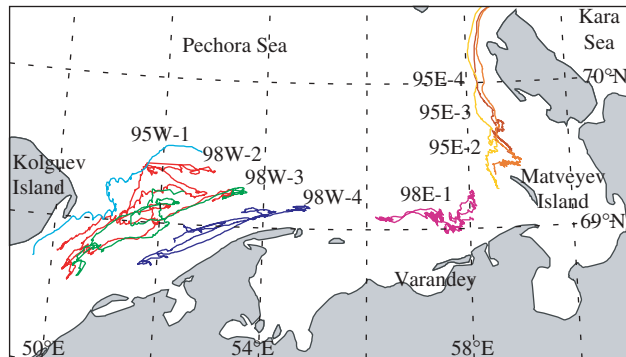 Kara
Sea
Pechora Sea
70°N
95E-4
95E-3
95W-1
98W-2
95E-2
Kolguev
Island
98W-3
Matveyev
Island
98W-4
98E-1
69°N
Varandey
50°E
54°E
58°E